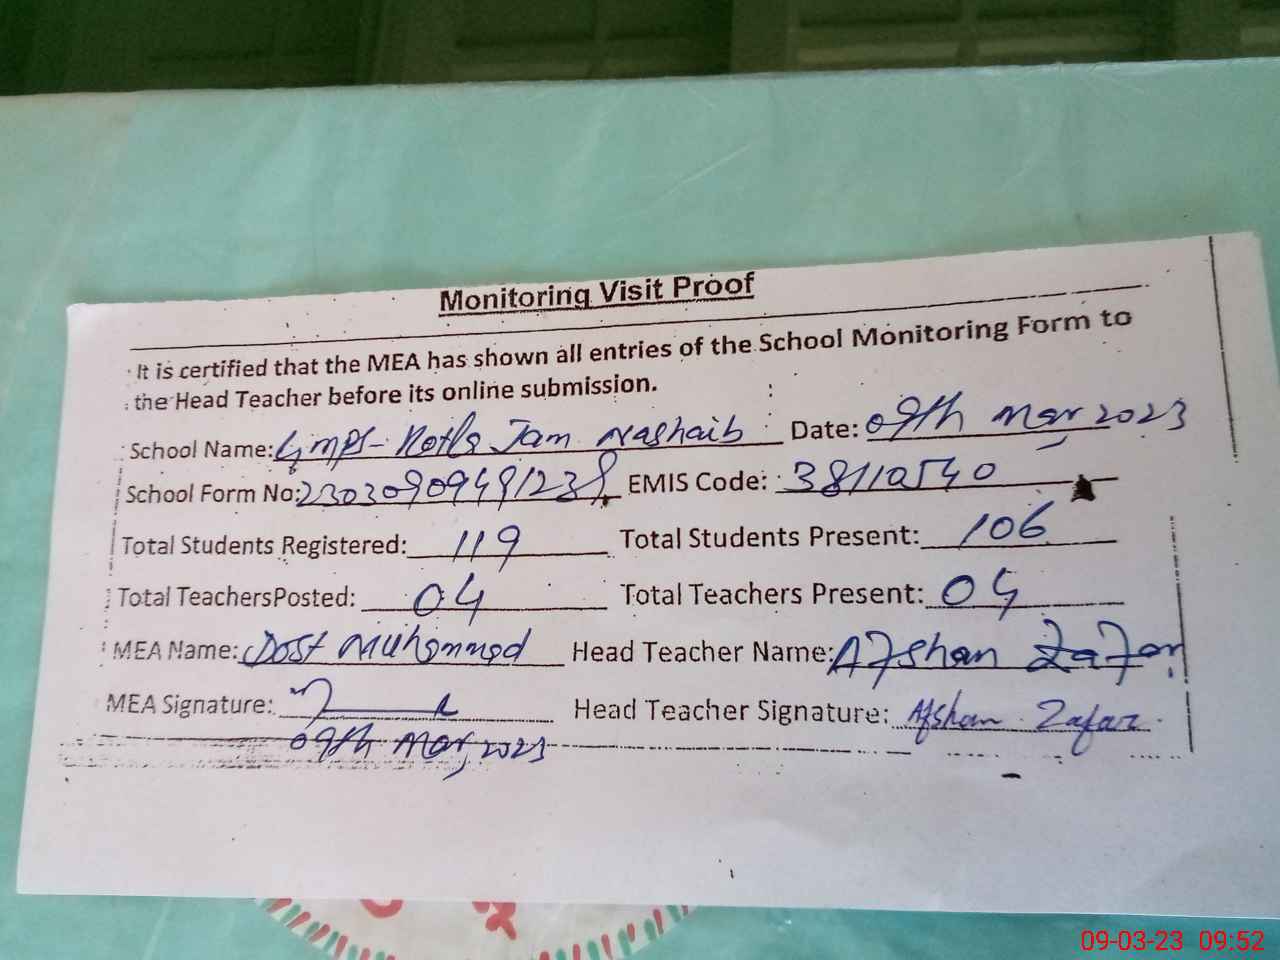 Monitoring Visit Proof
It is certified that the MEA has shown all entries of the School Monitoring Form to
the Head Teacher before its online submission.
School Name: GMPS- Kotla Jam Nashaib Date: 09th Mar 2023
School Form No: EMIS Code: 38110540
Total Students Registered: 119 Total Students Present: 106
Total TeachersPosted: 04 Total Teachers Present: 04
MEA Name: Dost Muhammad Head Teacher Name: Afshan Zafar
MEA Signature: Head Teacher Signature: Afshan Zafar.
09th Mar, 2023
09-03-23 09:52